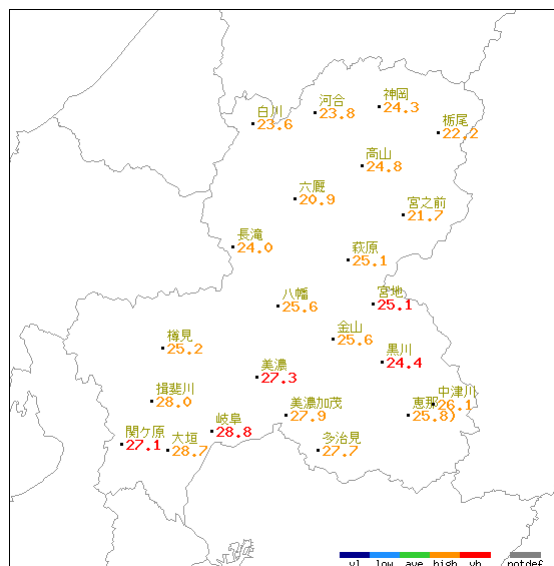 神岡
24.3
河合
23.8
白川
23.6
栃尾
22.2
高山
24.8
六厩
20.9
宮之前
21.7
長滝
24.0
萩原
25.1
八幡
25.6
宮地
25.1
金山
25.6
樽見
25.2
黒川
24.4
美濃
27.3
揖斐川
28.0
中津川
26.1
美濃加茂
27.9
恵那
25.8)
岐阜
28.8
関ケ原
27.1
大垣
28.7
多治見
27.7
vl low ave high vh notdef